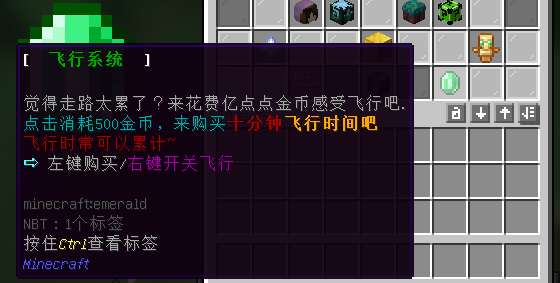 [ 飞行系统 ]
觉得走路太累了？来花费亿点点金币感受飞行吧.
点击消耗500金币，来购买十分钟飞行时间吧
飞行时常可以累计~
➪ 左键购买/右键开关飞行
minecraft:emerald
NBT：1个标签
按住Ctrl查看标签
Minecraft